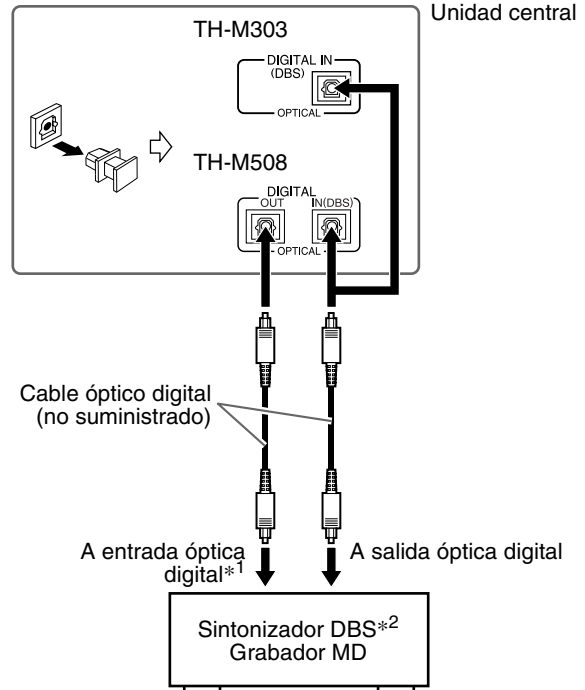 Unidad central
TH-M303
DIGITAL IN
(DBS)
OPTICAL
TH-M508
DIGITAL
OUT
IN(DBS)
OPTICAL
Cable óptico digital
(no suministrado)
A entrada óptica
digital*1
A salida óptica digital
Sintonizador DBS*2
Grabador MD